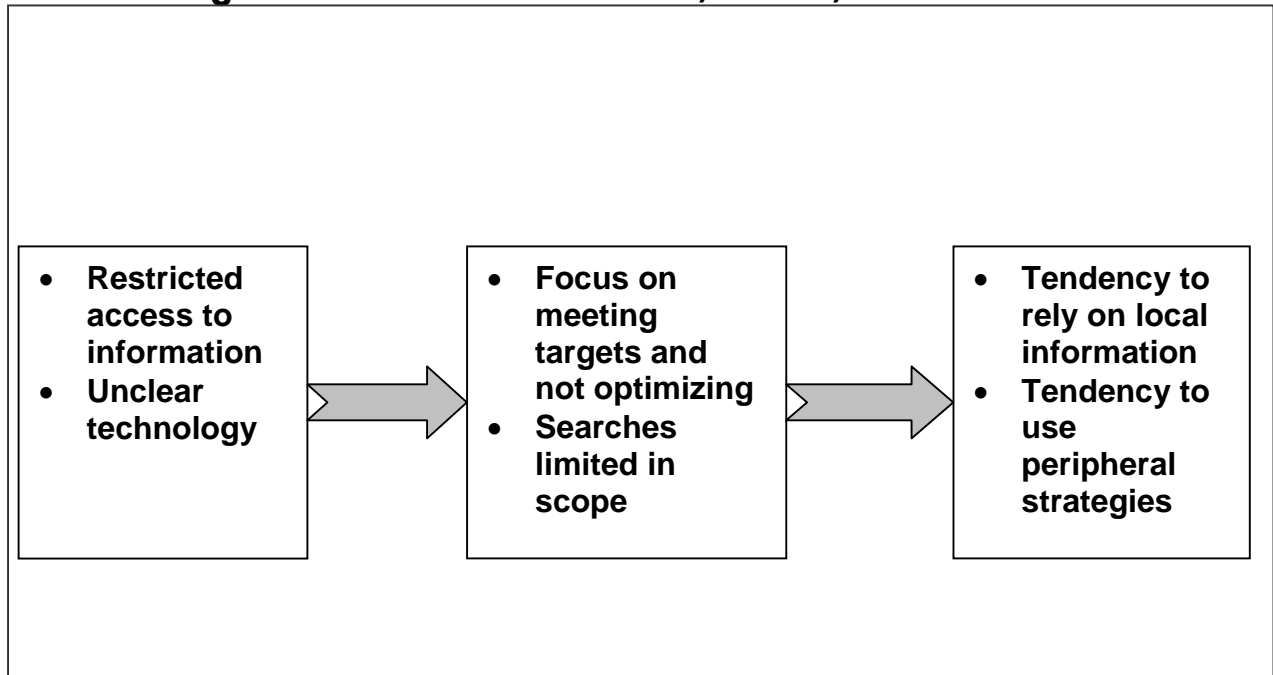 • Restricted
access to
information
• Unclear
technology
• Focus on
meeting
targets and
not optimizing
• Searches
limited in
scope
• Tendency to
rely on local
information
• Tendency to
use
peripheral
strategies